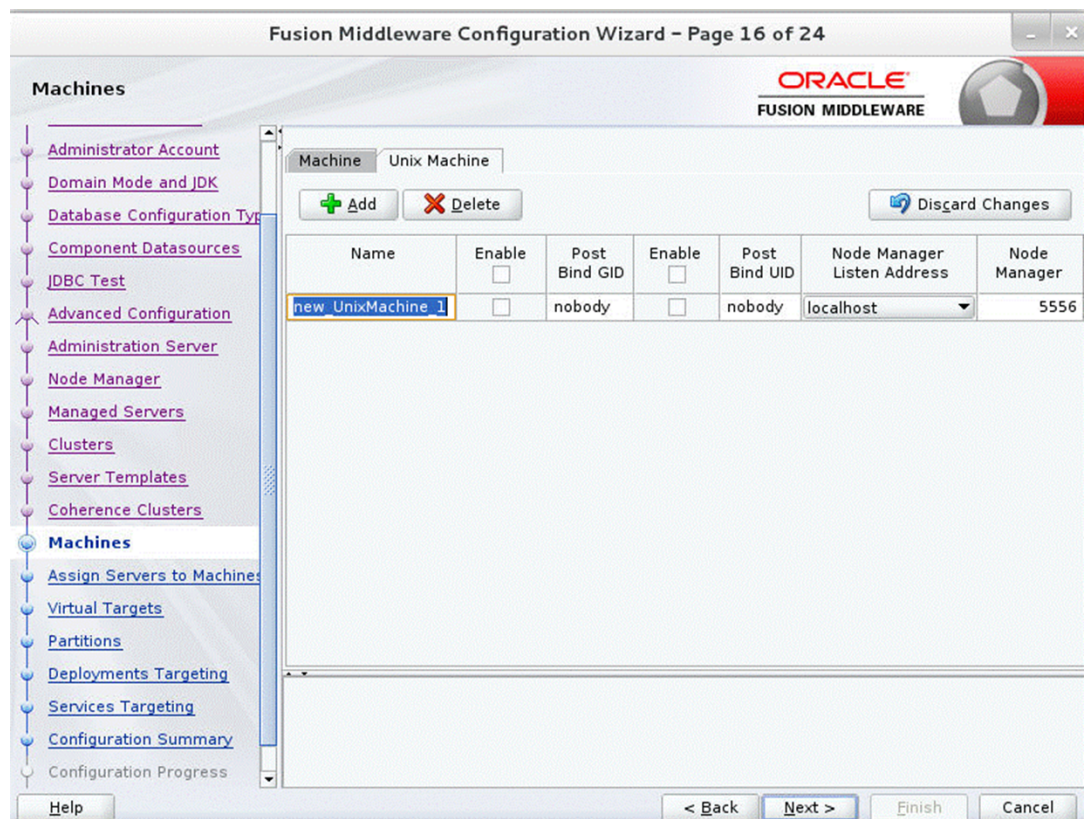 Fusion Middleware Configuration Wizard – Page 16 of 24
Machines
ORACLE
FUSION MIDDLEWARE
Administrator Account
Domain Mode and JDK
Database Configuration Typ
Component Datasources
JDBC Test
Advanced Configuration
Administration Server
Node Manager
Managed Servers
Clusters
Server Templates
Coherence Clusters
Machines
Assign Servers to Machines
Virtual Targets
Partitions
Deployments Targeting
Services Targeting
Configuration Summary
Configuration Progress
Machine Unix Machine
Add Delete Discard Changes
Name Enable Post Bind GID Enable Post Bind UID Node Manager Listen Address Node Manager
new_UnixMachine_1 nobody nobody localhost 5556
Help < Back Next > Finish Cancel